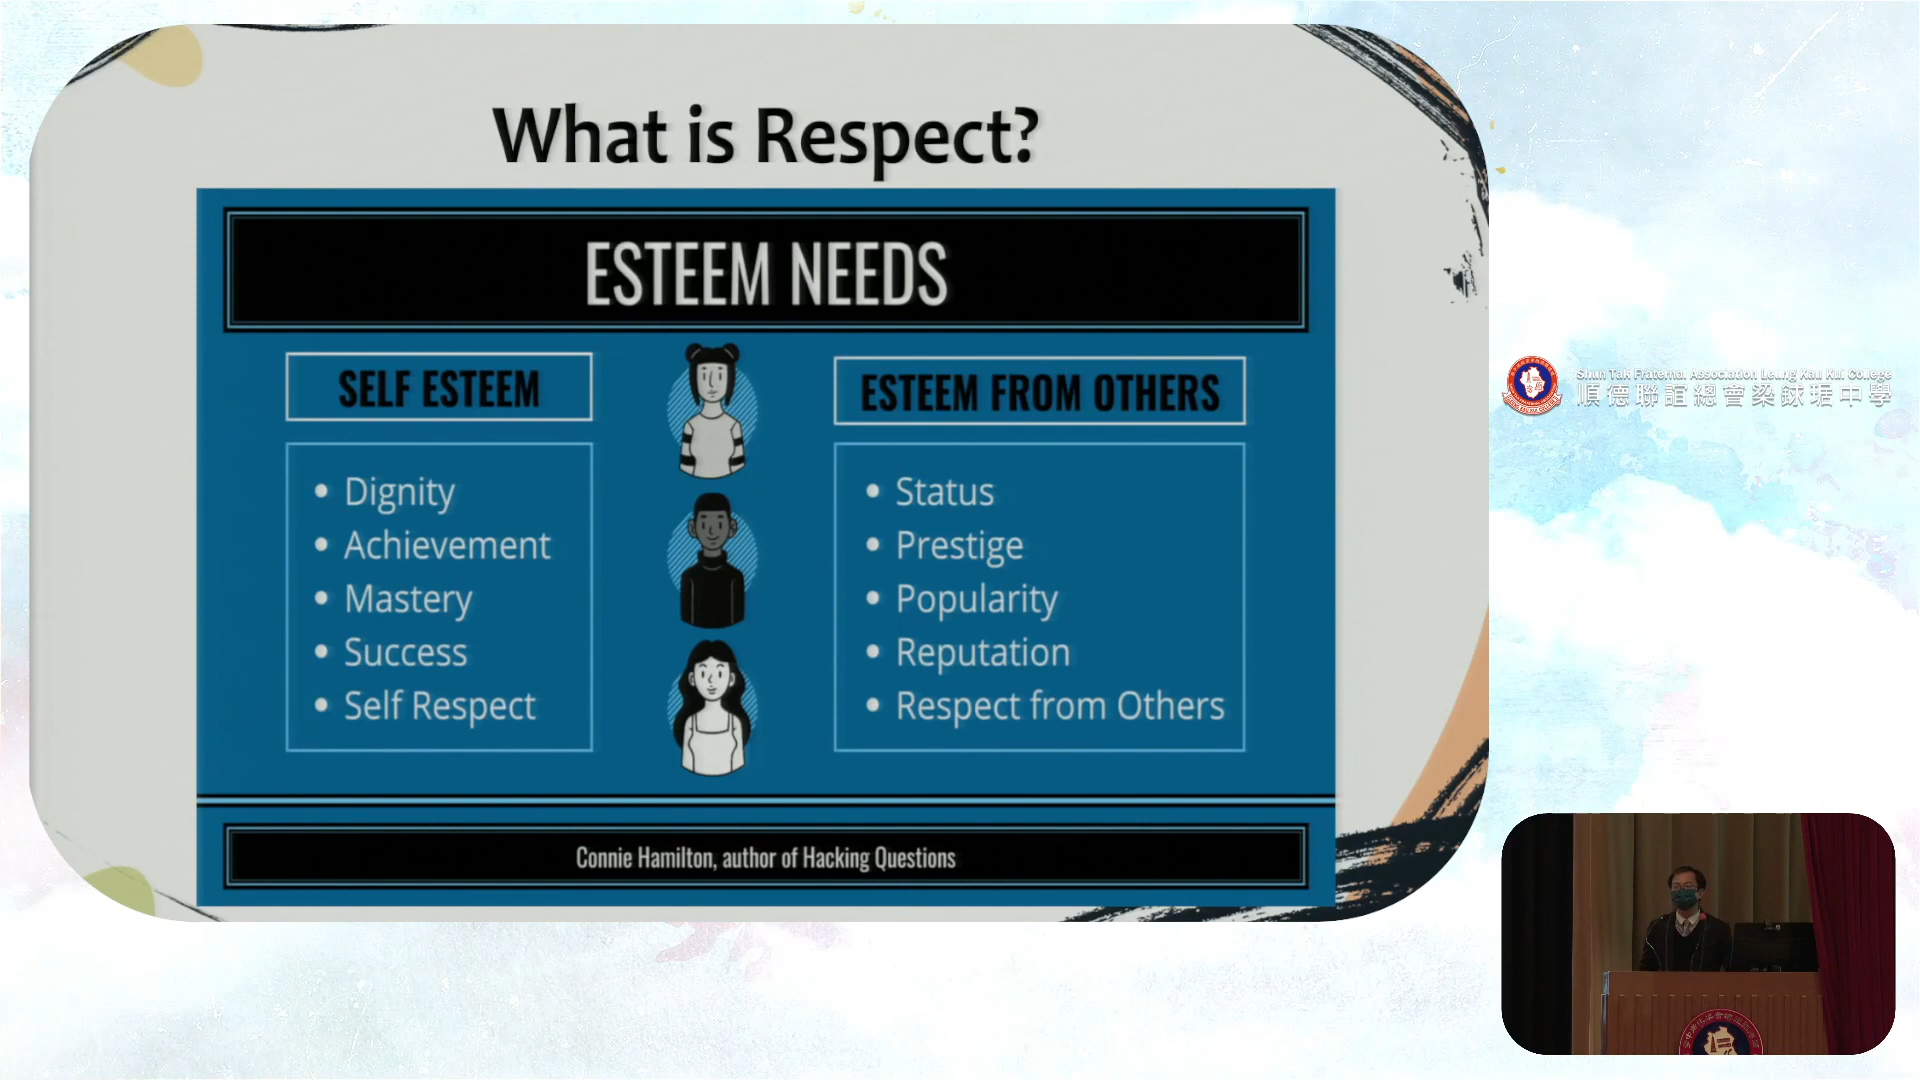 What is Respect?
ESTEEM NEEDS
SELF ESTEEM
• Dignity
• Achievement
• Mastery
• Success
• Self Respect
ESTEEM FROM OTHERS
• Status
• Prestige
• Popularity
• Reputation
• Respect from Others
Connie Hamilton, author of Hacking Questions
Shun Tak Fraternal Association Leung Kau Kui College
順德聯誼總會梁銶琚中學